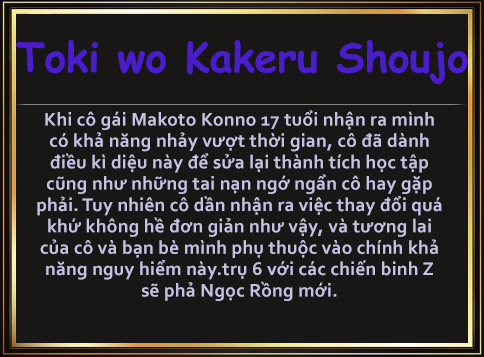 Toki wo Kakeru Shoujo
Khi cô gái Makoto Konno 17 tuổi nhận ra mình
có khả năng nhảy vượt thời gian, cô đã dành
điều kì diệu này để sửa lại thành tích học tập
cũng như những tai nạn ngớ ngẩn cô hay gặp
phải. Tuy nhiên cô dần nhận ra việc thay đổi quá
khứ không hề đơn giản như vậy, và tương lai
của cô và bạn bè mình phụ thuộc vào chính khả
năng nguy hiểm này.trụ 6 với các chiến binh Z
sẽ phả Ngọc Rồng mới.